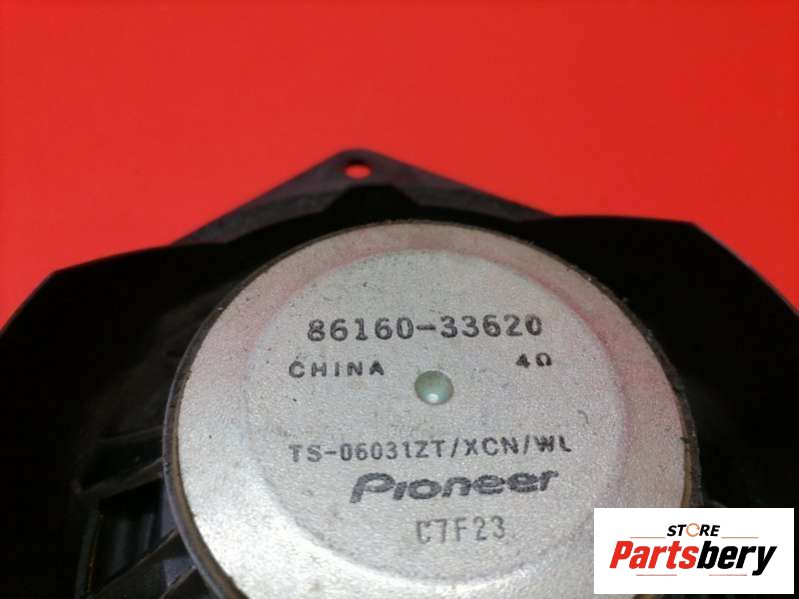 86160-33620
CHINA 4Ω
TS-06031ZT/XCN/WL
Pioneer
C7F23
STORE
Partsbery